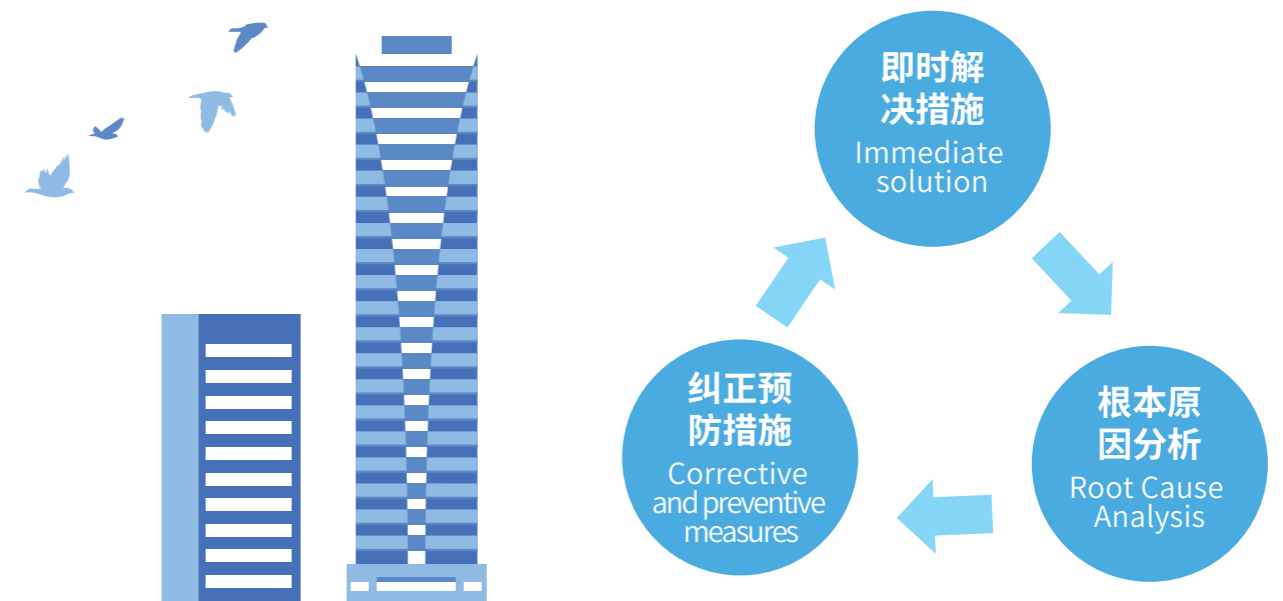 即时解
决措施
Immediate
solution
根本原
因分析
Root Cause
Analysis
纠正预
防措施
Corrective
and preventive
measures